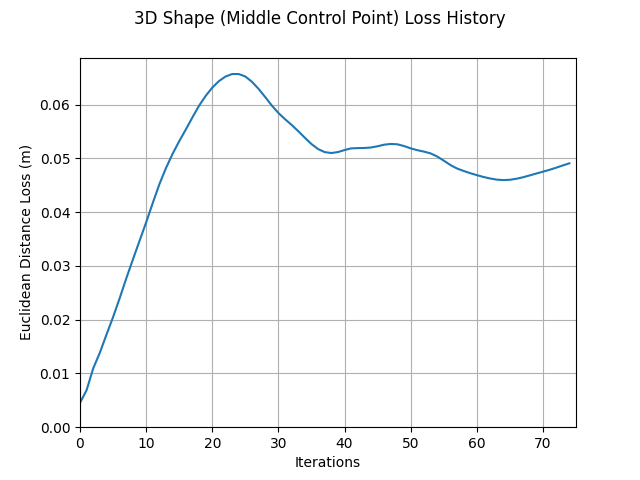 3D Shape (Middle Control Point) Loss History
Euclidean Distance Loss (m)
0.06
0.05
0.04
0.03
0.02
0.01
0.00
0 10 20 30 40 50 60 70
Iterations